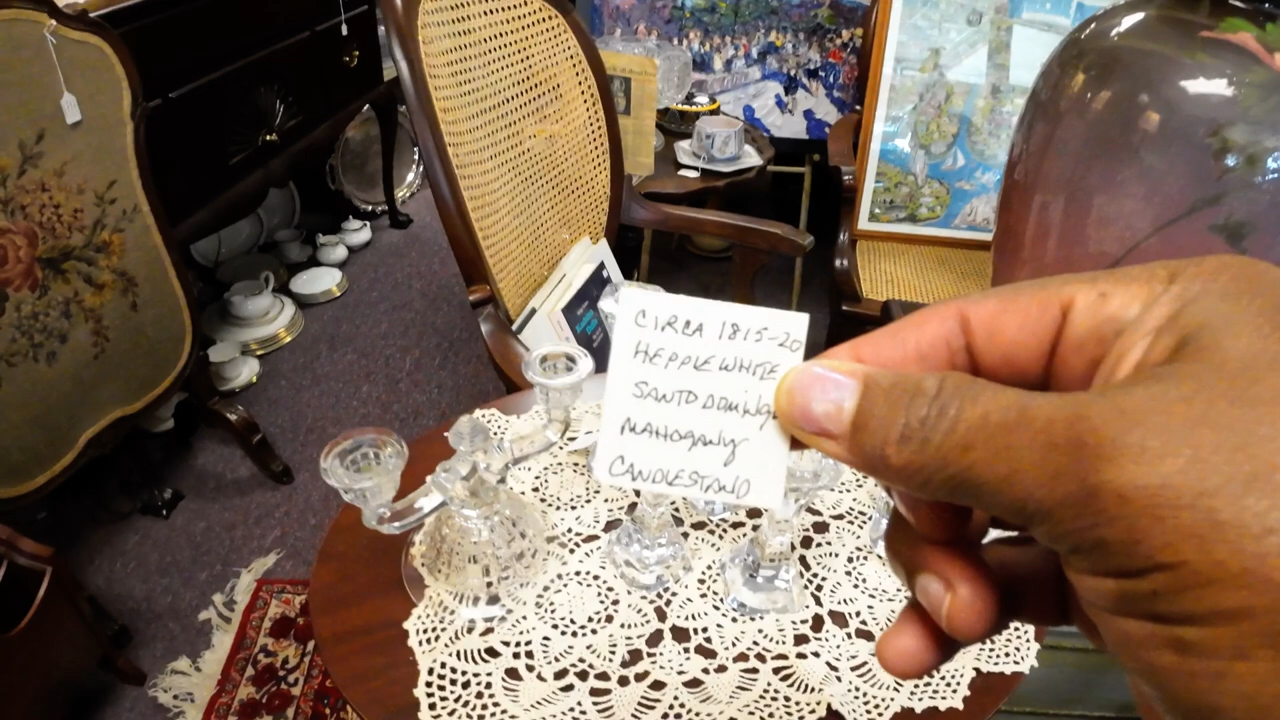 CIRCA 1815-20
HEPPLEWHITE
SANTO DOMINGO
MAHOGANY
CANDLESTAND